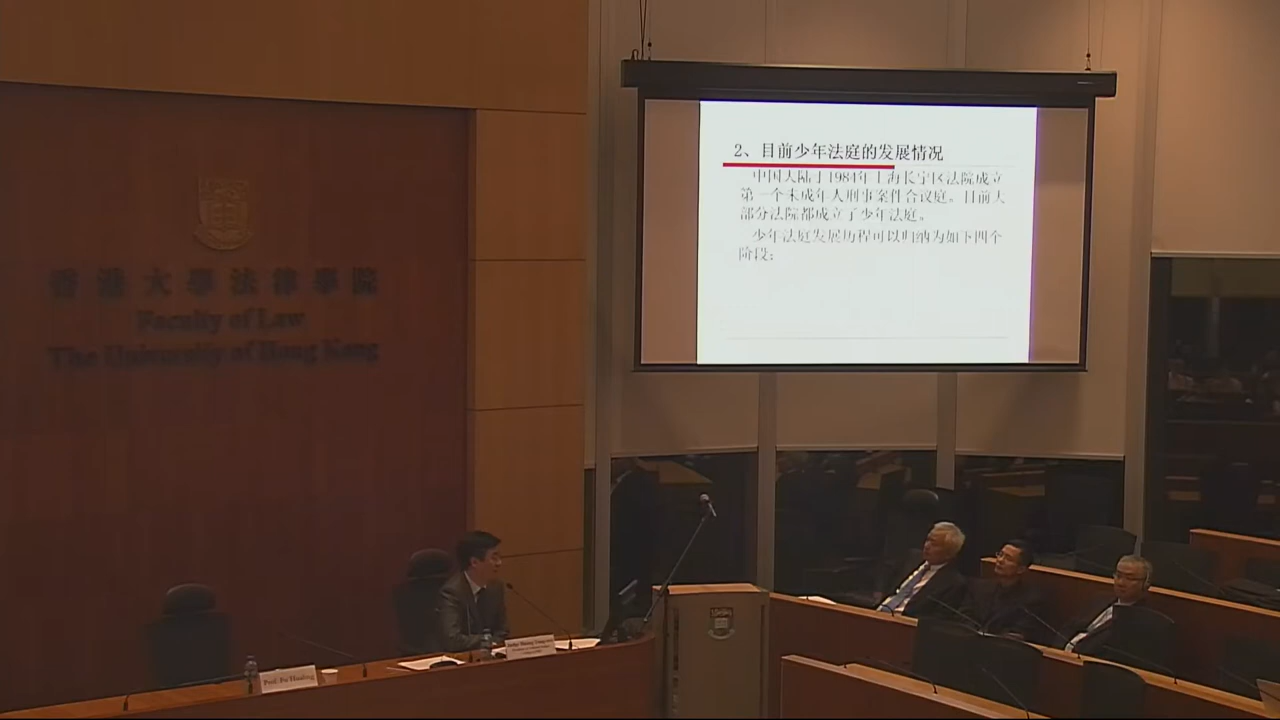 香港大學法律學院
Faculty of Law
The University of Hong Kong
2、目前少年法庭的发展情况
中国大陆于1984年上海长宁区法院成立
第一个未成年人刑事案件合议庭。目前大
部分法院都成立了少年法庭。
少年法庭发展历程可以归纳为如下四个
阶段：
Prof. Fu Hualing